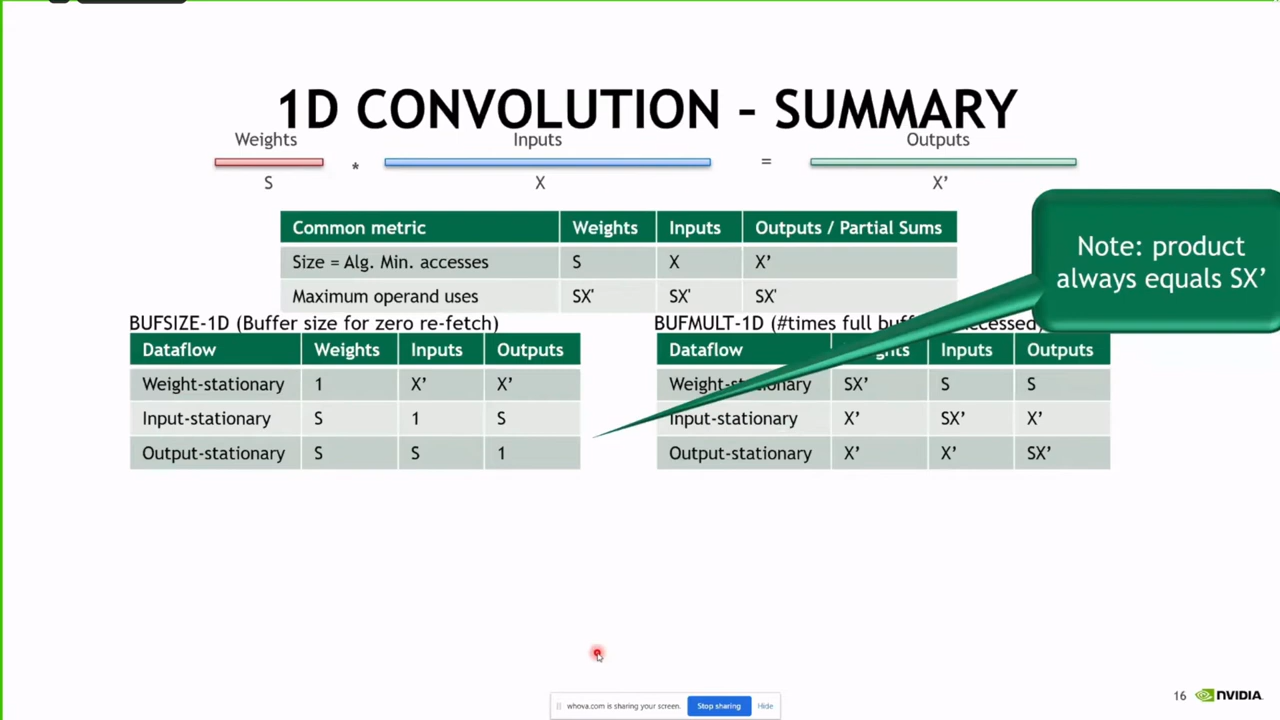 1D CONVOLUTION – SUMMARY
Weights Inputs Outputs
* =
S X X’
Common metric Weights Inputs Outputs / Partial Sums
Size = Alg. Min. accesses S X X’
Maximum operand uses SX' SX' SX'
Note: product
always equals SX’
BUFSIZE-1D (Buffer size for zero re-fetch)
Dataflow Weights Inputs Outputs
Weight-stationary 1 X’ X’
Input-stationary S 1 S
Output-stationary S S 1
BUFMULT-1D (#times full accessed)
Dataflow Inputs Outputs
Weight-stationary SX’ S S
Input-stationary X’ SX’ X’
Output-stationary X’ X’ SX’
16 NVIDIA.
whova.com is sharing your screen. Stop sharing Hide